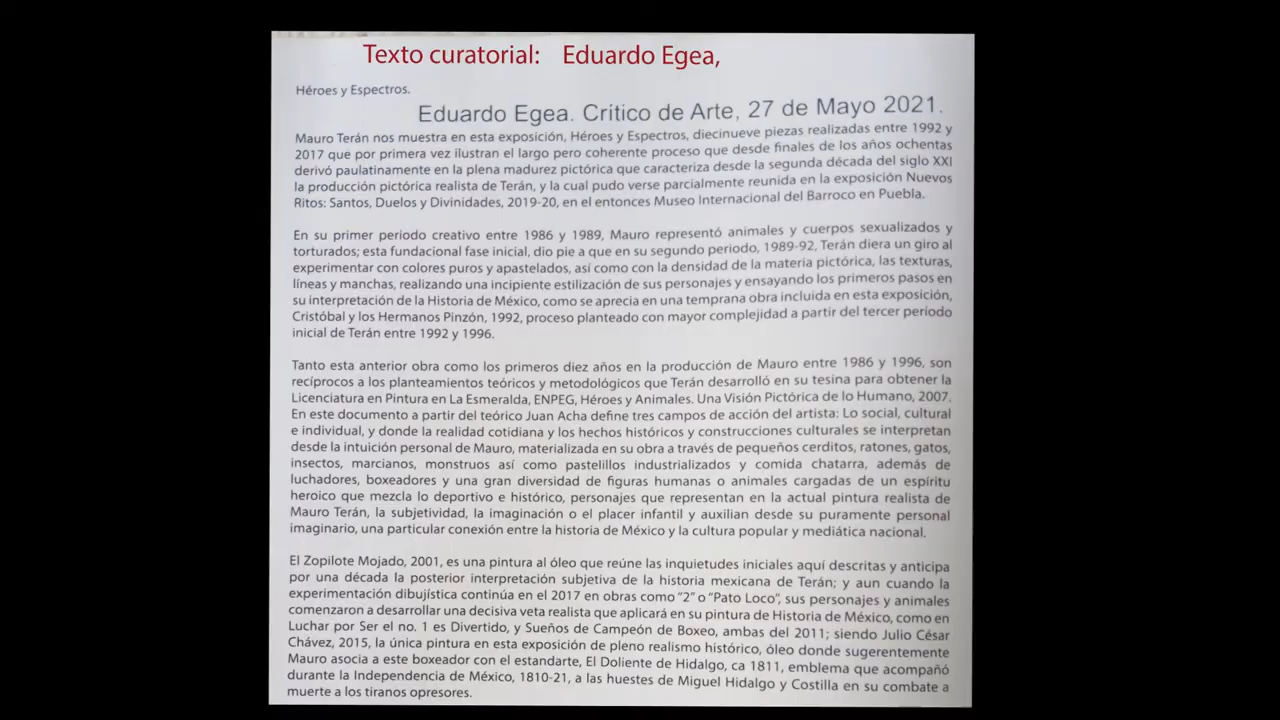 Texto curatorial: Eduardo Egea,
Héroes y Espectros.
Eduardo Egea. Crítico de Arte, 27 de Mayo 2021.
Mauro Terán nos muestra en esta exposición, Héroes y Espectros, diecinueve piezas realizadas entre 1992 y
2017 que por primera vez ilustran el largo pero coherente proceso que desde finales de los años ochentas
derivó paulatinamente en la plena madurez pictórica que caracteriza desde la segunda década del siglo XXI
la producción pictórica realista de Terán, y la cual pudo verse parcialmente reunida en la exposición Nuevos
Ritos: Santos, Duelos y Divinidades, 2019-20, en el entonces Museo Internacional del Barroco en Puebla.
En su primer periodo creativo entre 1986 y 1989, Mauro representó animales y cuerpos sexualizados y
torturados; esta fundacional fase inicial, dio pie a que en su segundo periodo, 1989-92, Terán diera un giro al
experimentar con colores puros y apastelados, así como con la densidad de la materia pictórica, las texturas,
líneas y manchas, realizando una incipiente estilización de sus personajes y ensayando los primeros pasos en
su interpretación de la Historia de México, como se aprecia en una temprana obra incluida en esta exposición,
Cristóbal y los Hermanos Pinzón, 1992, proceso planteado con mayor complejidad a partir del tercer período
inicial de Terán entre 1992 y 1996.
Tanto esta anterior obra como los primeros diez años en la producción de Mauro entre 1986 y 1996, son
recíprocos a los planteamientos teóricos y metodológicos que Terán desarrolló en su tesina para obtener la
Licenciatura en Pintura en La Esmeralda, ENPEG, Héroes y Animales. Una Visión Pictórica de lo Humano, 2007.
En este documento a partir del teórico Juan Acha define tres campos de acción del artista: Lo social, cultural
e individual, y donde la realidad cotidiana y los hechos históricos y construcciones culturales se interpretan
desde la intuición personal de Mauro, materializada en su obra a través de pequeños cerditos, ratones, gatos,
insectos, marcianos, monstruos así como pastelillos industrializados y comida chatarra, además de
luchadores, boxeadores y una gran diversidad de figuras humanas o animales cargadas de un espíritu
heroico que mezcla lo deportivo e histórico, personajes que representan en la actual pintura realista de
Mauro Terán, la subjetividad, la imaginación o el placer infantil y auxilian desde su puramente personal
imaginario, una particular conexión entre la historia de México y la cultura popular y mediática nacional.
El Zopilote Mojado, 2001, es una pintura al óleo que reúne las inquietudes iniciales aquí descritas y anticipa
por una década la posterior interpretación subjetiva de la historia mexicana de Terán; y aun cuando la
experimentación dibujística continúa en el 2017 en obras como "2" o "Pato Loco", sus personajes y animales
comenzaron a desarrollar una decisiva veta realista que aplicará en su pintura de Historia de México, como en
Luchar por Ser el no. 1 es Divertido, y Sueños de Campeón de Boxeo, ambas del 2011; siendo Julio César
Chávez, 2015, la única pintura en esta exposición de pleno realismo histórico, óleo donde sugerentemente
Mauro asocia a este boxeador con el estandarte, El Doliente de Hidalgo, ca 1811, emblema que acompañó
durante la Independencia de México, 1810-21, a las huestes de Miguel Hidalgo y Costilla en su combate a
muerte a los tiranos opresores.